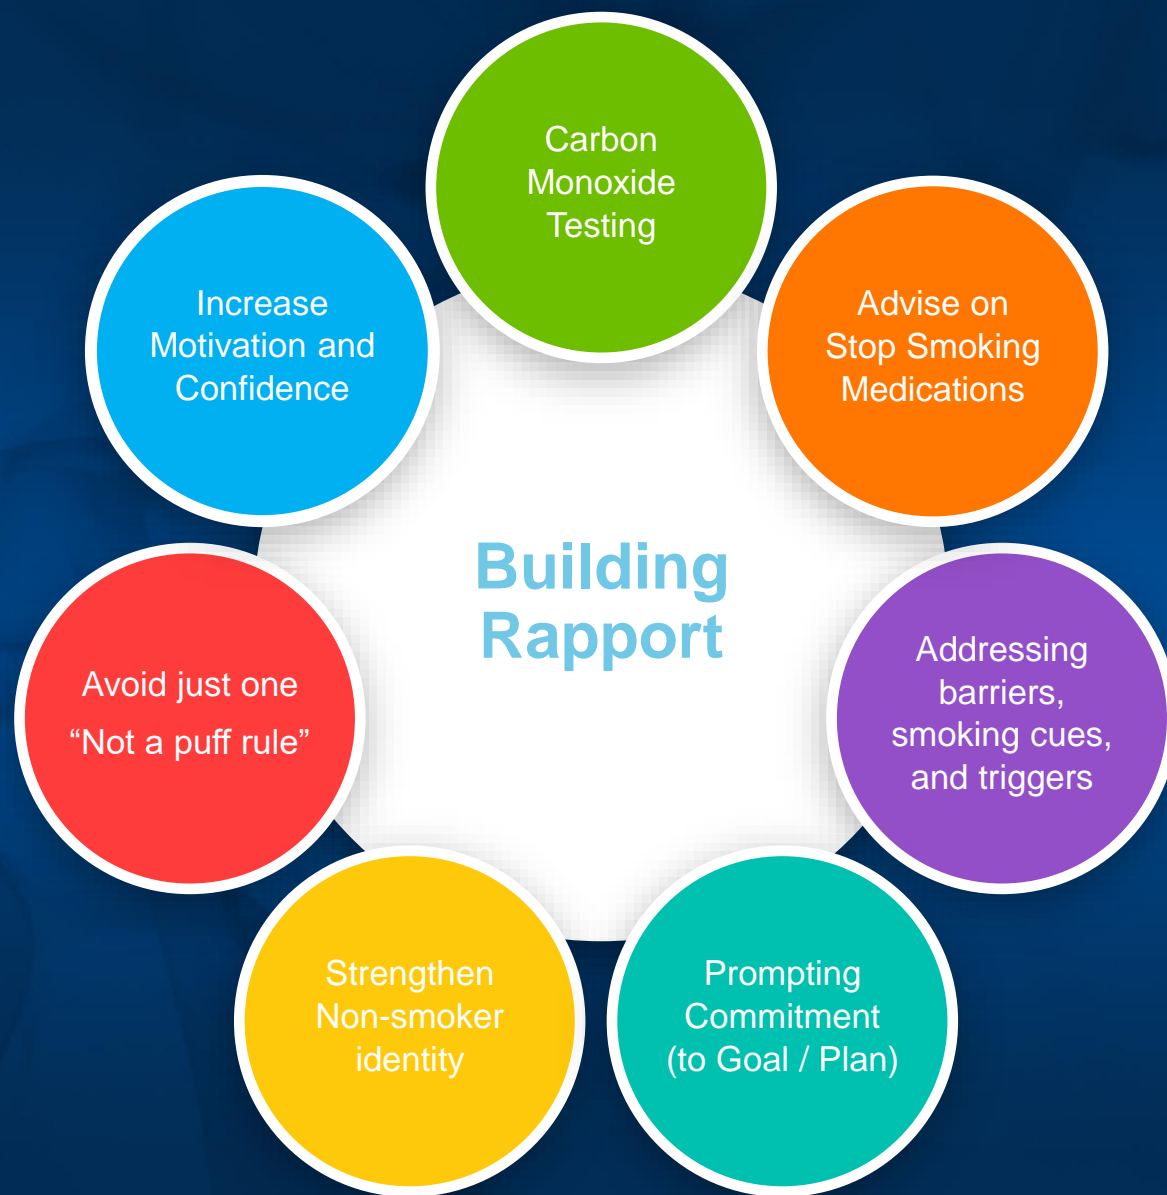 Carbon
Monoxide
Testing
Advise on
Stop Smoking
Medications
Addressing
barriers,
smoking cues,
and triggers
Prompting
Commitment
(to Goal / Plan)
Strengthen
Non-smoker
identity
Avoid just one
“Not a puff rule”
Increase
Motivation and
Confidence
Building
Rapport